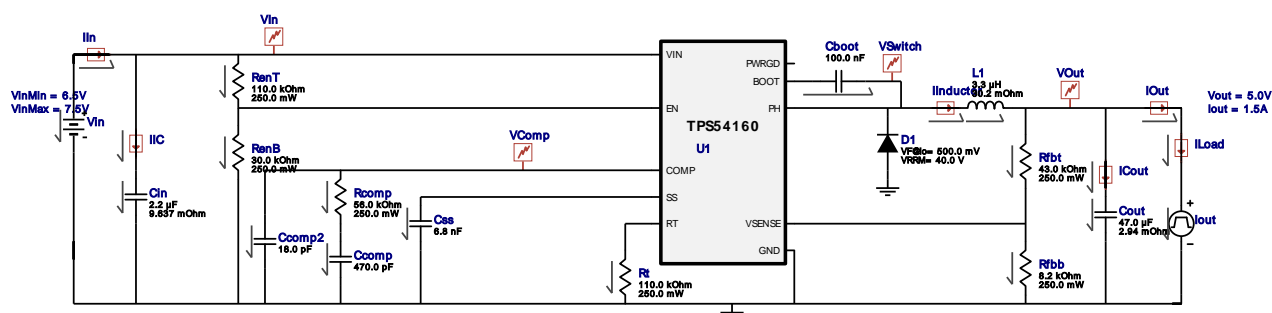 Vin
IIn
VIN
Cboot
100.0 nF
VSwitch
PWRGD
BOOT
L1
3.3 µH
30.2 mOhm
VOut
IOut
Vout = 5.0V
Iout = 1.5A
VinMin = 6.5V
VinMax = 7.5V
Vin
RenT
110.0 kOhm
250.0 mW
EN
PH
IInductor
TPS54160
U1
IIC
VComp
D1
VRRM= 40.0 V
Rfbt
43.0 kOhm
250.0 mW
ILoad
ICout
RenB
30.0 kOhm
250.0 mW
COMP
Cin
2.2 µF
9.637 mOhm
Rcomp
56.0 kOhm
250.0 mW
SS
Css
6.8 nF
RT
VSENSE
Cout
47.0 µF
2.94 mOhm
Iout
Ccomp2
18.0 pF
Ccomp
470.0 pF
GND
Rt
110.0 kOhm
250.0 mW
Rfbb
8.2 kOhm
250.0 mW